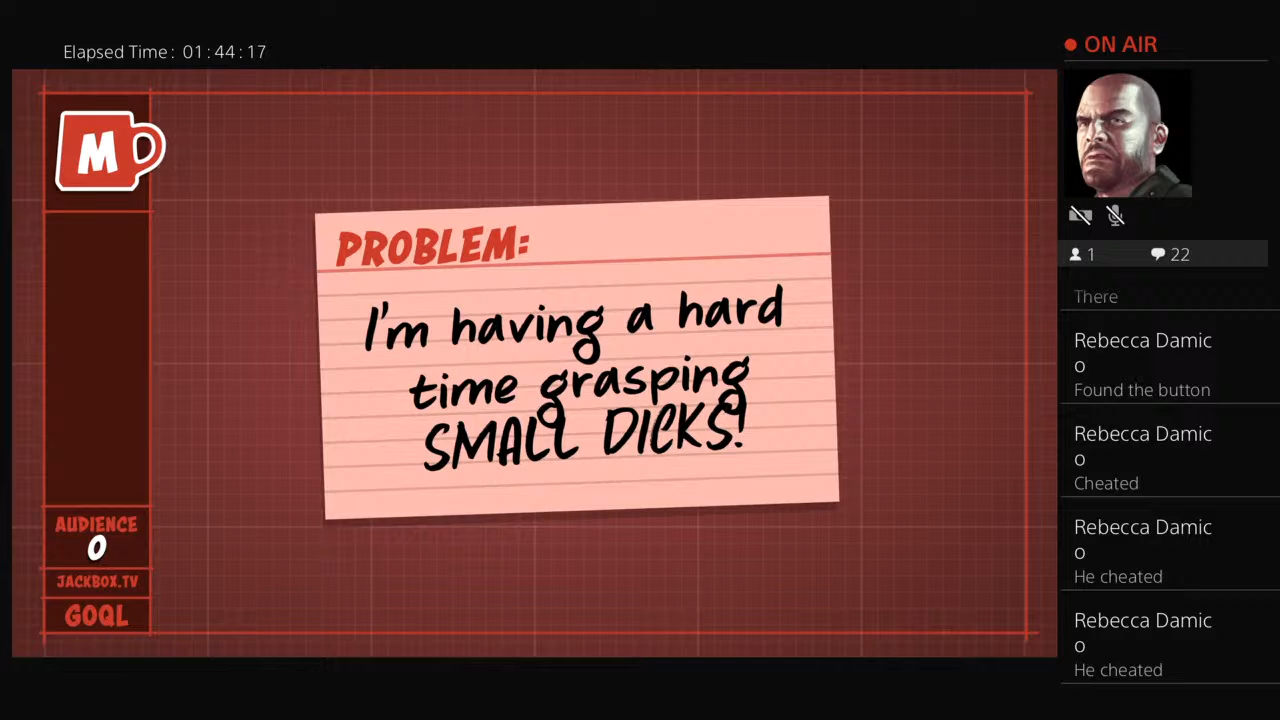 Elapsed Time: 01:44:17
ON AIR
M
PROBLEM:
I'm having a hard
time grasping
SMALL DICKS!
AUDIENCE
0
JACKBOX.TV
GOQL
1
22
There
Rebecca Damic
o
Found the button
Rebecca Damic
o
Cheated
Rebecca Damic
o
He cheated
Rebecca Damic
o
He cheated